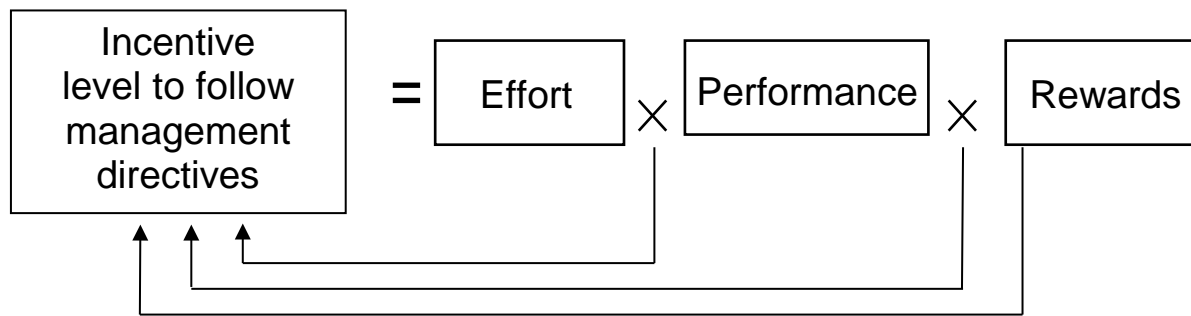 Incentive
level to follow
management
directives
= Effort × Performance × Rewards